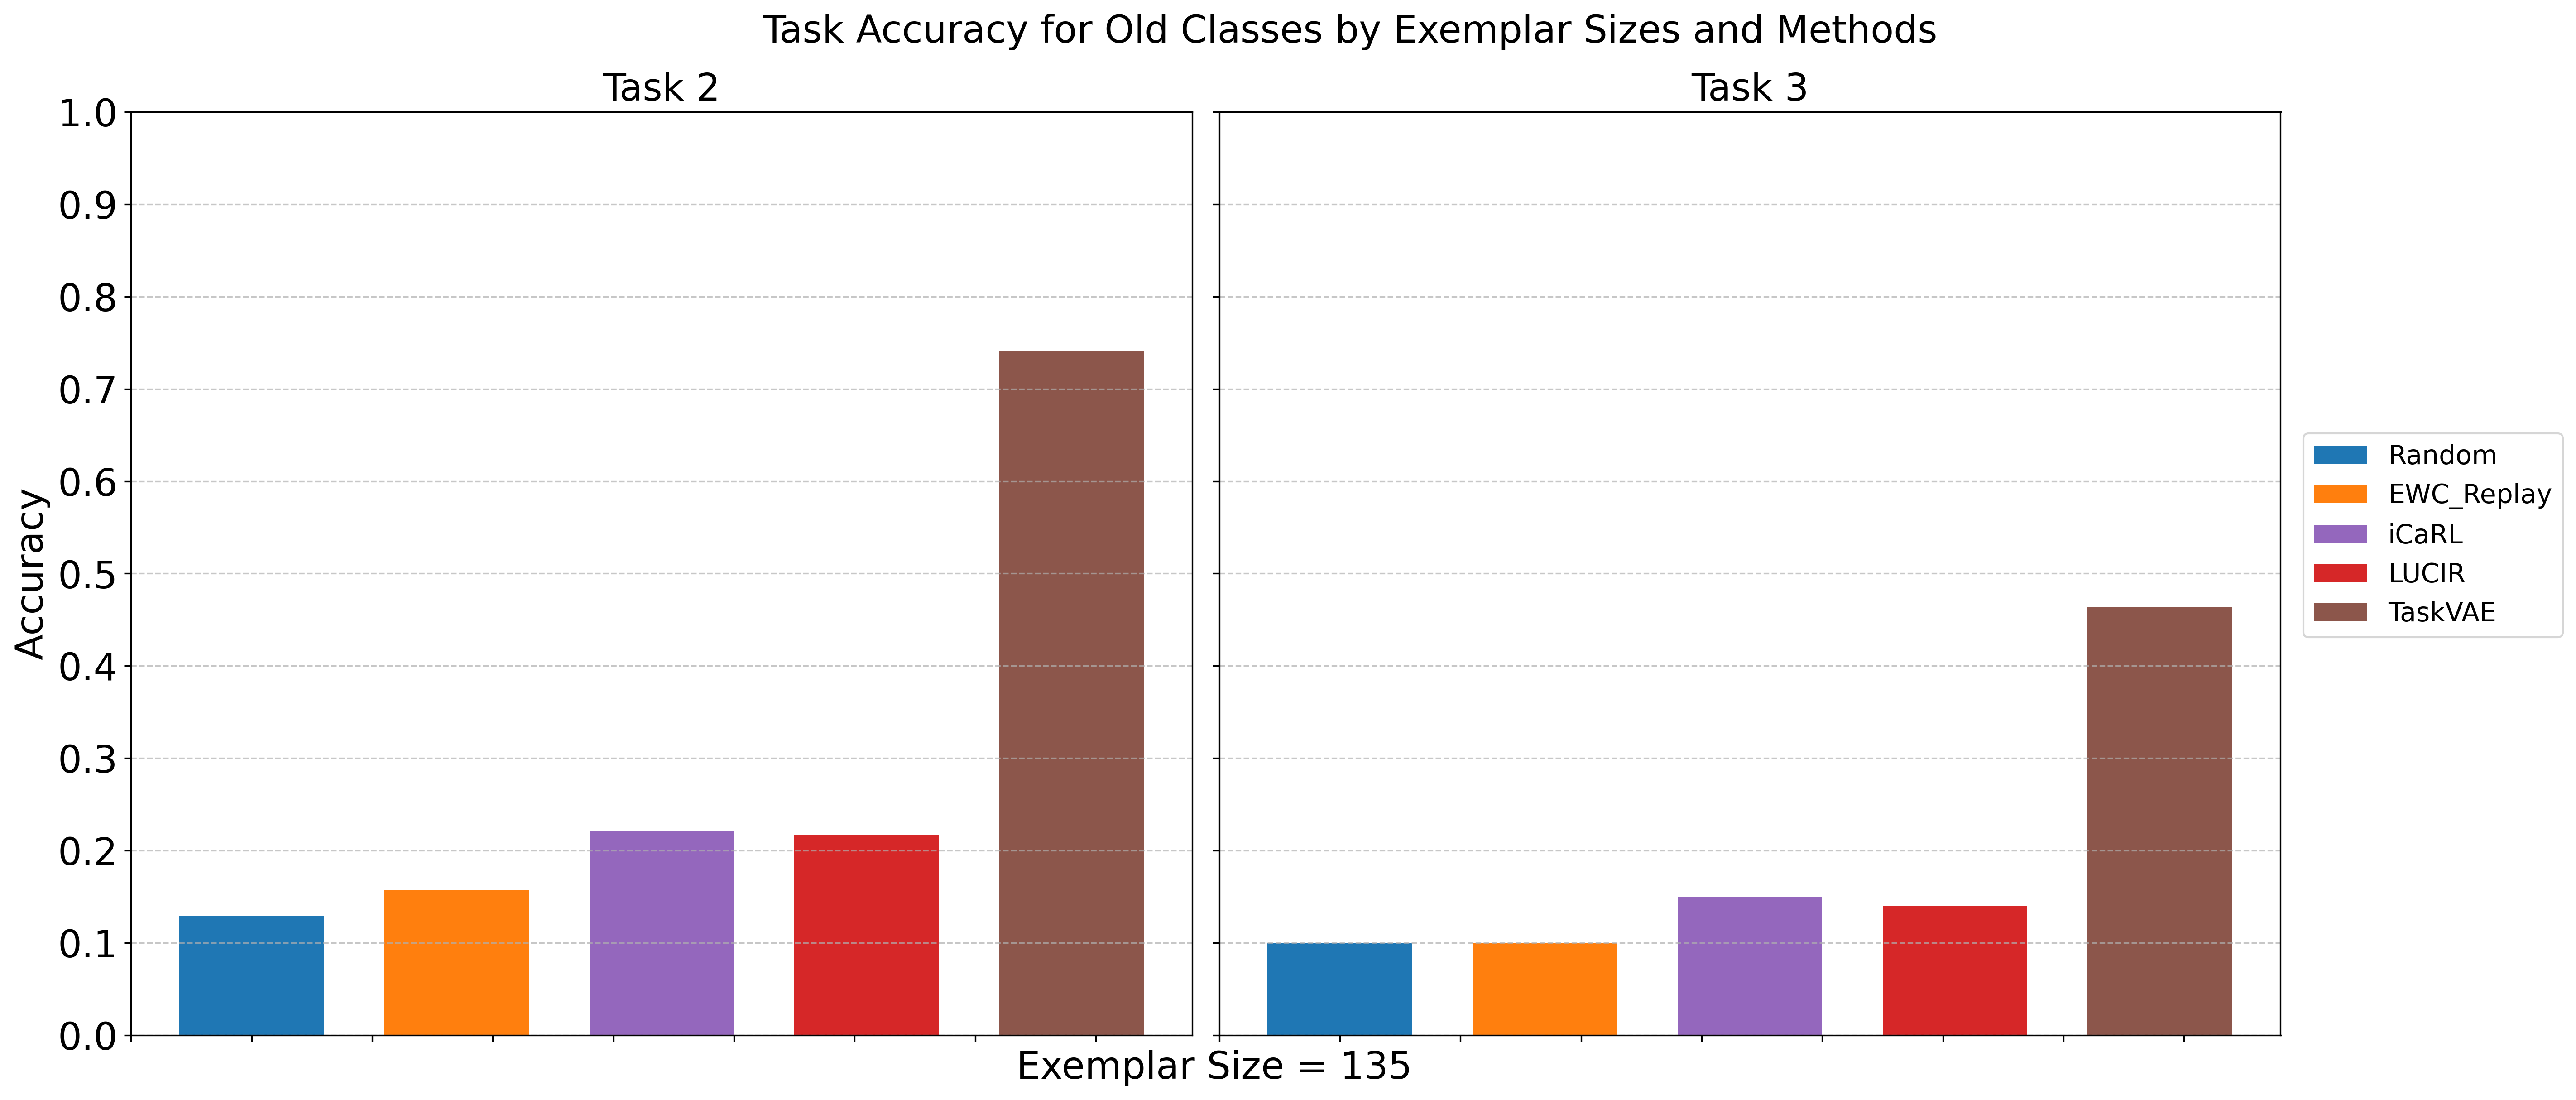 Task Accuracy for Old Classes by Exemplar Sizes and Methods
Task 2
Task 3
Accuracy
1.0
0.9
0.8
0.7
0.6
0.5
0.4
0.3
0.2
0.1
0.0
Exemplar Size = 135
Random
EWC_Replay
iCaRL
LUCIR
TaskVAE